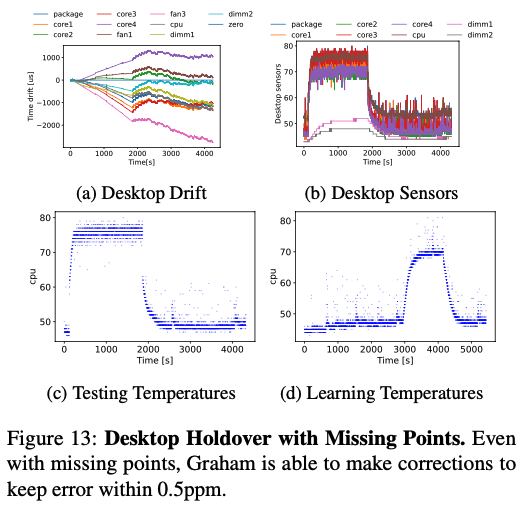 package core3 fan3 dimm2
core1 core4 cpu zero
core2 fan1 dimm1
Time drift [us]
1000
0
−1000
−2000
0 1000 2000 3000 4000
Time[s]
(a) Desktop Drift
package core2 core4 dimm1
core1 core3 cpu dimm2
Desktop sensors
80
70
60
50
0 1000 2000 3000 4000
Time[s]
(b) Desktop Sensors
cpu
80
70
60
50
0 1000 2000 3000 4000
Time [s]
(c) Testing Temperatures
cpu
80
70
60
50
0 1000 2000 3000 4000 5000
Time [s]
(d) Learning Temperatures
Figure 13: Desktop Holdover with Missing Points. Even
with missing points, Graham is able to make corrections to
keep error within 0.5ppm.